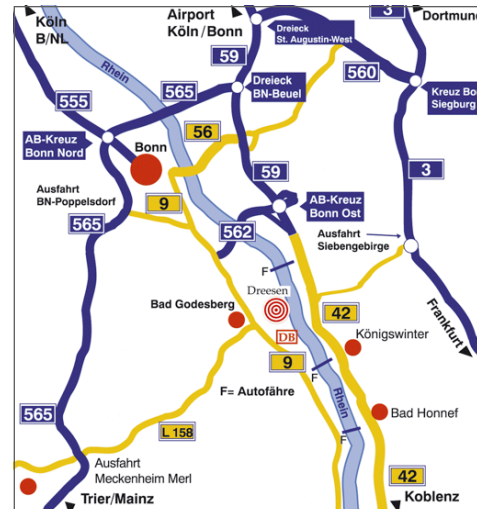 Köln
B/NL
Airport
Köln/Bonn
Dortmund
Dreieck
St. Augustin-West
3
59
560
Rhein
565
Dreieck
BN-Beuel
555
Kreuz Bo
Siegburg
56
AB-Kreuz
Bonn Nord
Bonn
59
3
Ausfahrt
BN-Poppelsdorf
9
AB-Kreuz
Bonn Ost
565
562
Ausfahrt
Siebengebirge
F
Dreesen
Bad Godesberg
42
Frankfurt
DB
Königswinter
9
F
F= Autofähre
Rhein
565
Bad Honnef
L 158
F
Ausfahrt
Meckenheim Merl
42
Trier/Mainz
Koblenz